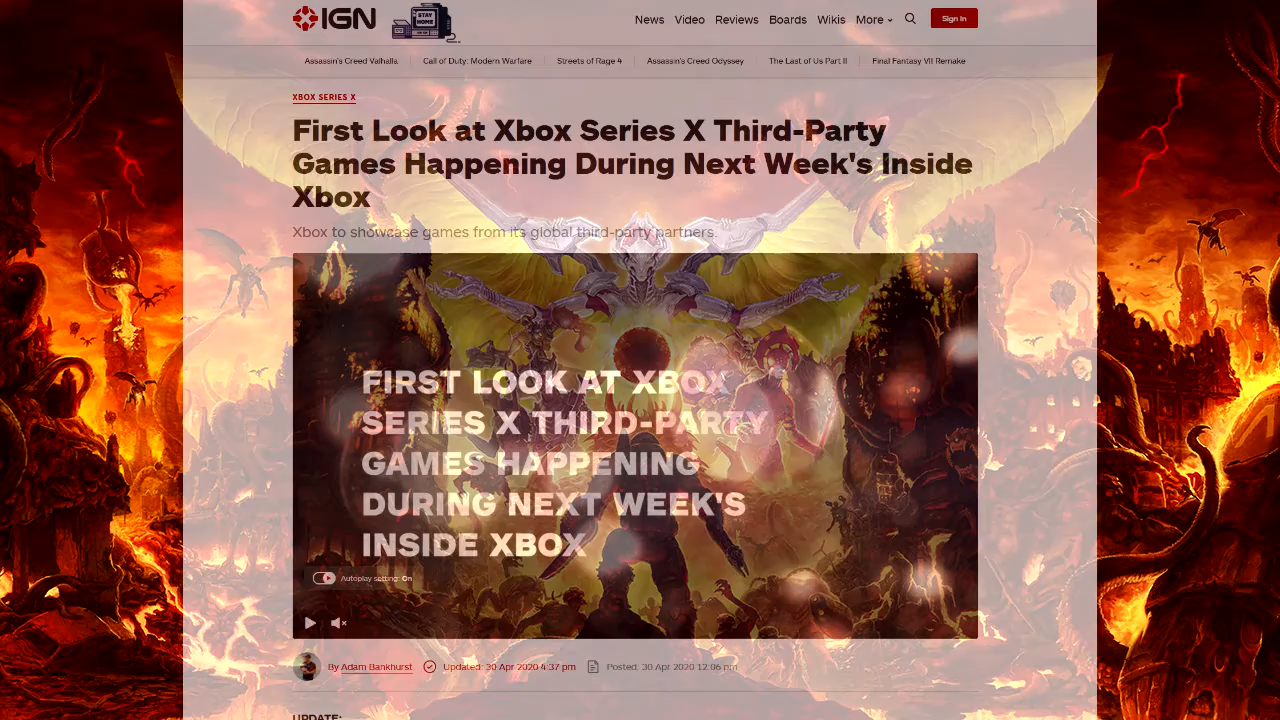 IGN
STAY
HOME
News Video Reviews Boards Wikis More
Sign In
Assassin's Creed Valhalla
Call of Duty: Modern Warfare
Streets of Rage 4
Assassin's Creed Odyssey
The Last of Us Part II
Final Fantasy VII Remake
XBOX SERIES X
First Look at Xbox Series X Third-Party
Games Happening During Next Week's Inside
Xbox
Xbox to showcase games from its global third-party partners.
FIRST LOOK AT XBOX
SERIES X THIRD-PARTY
GAMES HAPPENING
DURING NEXT WEEK'S
INSIDE XBOX
Autoplay setting: On
By Adam Bankhurst
Updated: 30 Apr 2020 4:37 pm
Posted: 30 Apr 2020 12:06 pm
UPDATE: